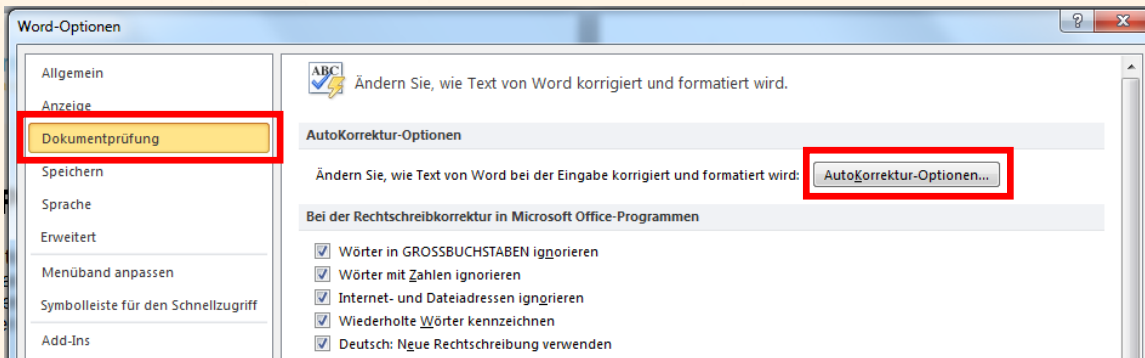 Word-Optionen
Allgemein
Anzeige
Dokumentprüfung
Speichern
Sprache
Erweitert
Menüband anpassen
Symbolleiste für den Schnellzugriff
Add-Ins
ABC
Ändern Sie, wie Text von Word korrigiert und formatiert wird.
AutoKorrektur-Optionen
Ändern Sie, wie Text von Word bei der Eingabe korrigiert und formatiert wird: AutoKorrektur-Optionen...
Bei der Rechtschreibkorrektur in Microsoft Office-Programmen
Wörter in GROSSBUCHSTABEN ignorieren
Wörter mit Zahlen ignorieren
Internet- und Dateiadressen ignorieren
Wiederholte Wörter kennzeichnen
Deutsch: Neue Rechtschreibung verwenden